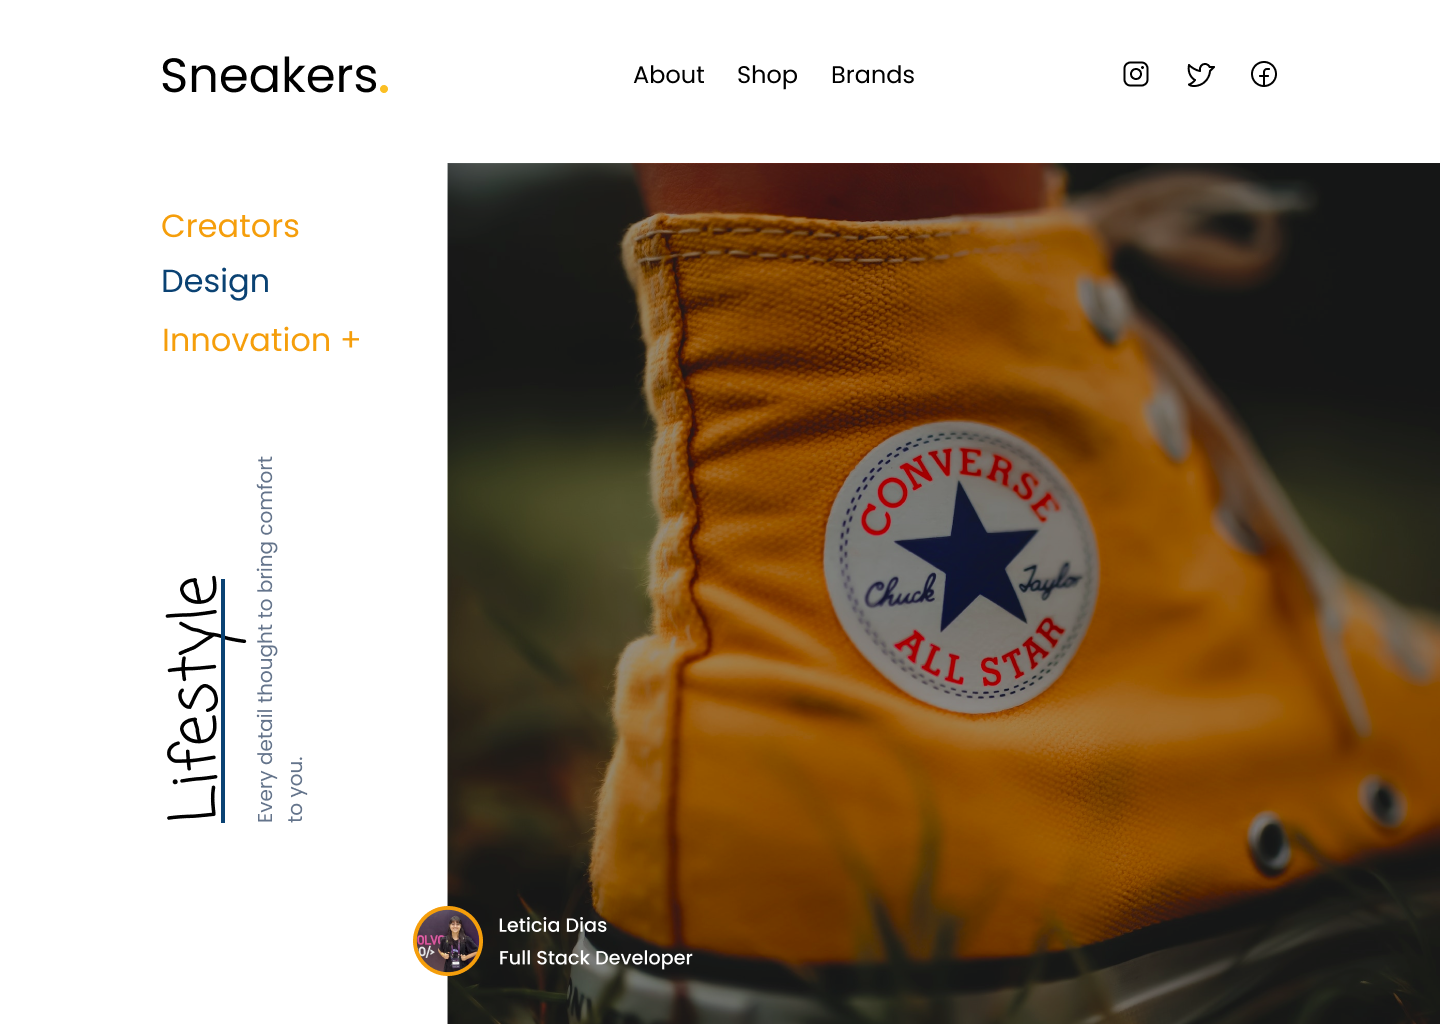 Sneakers.
About Shop Brands
Creators
Design
Innovation +
Lifestyle
Every detail thought to bring comfort
to you.
CONVERSE
Chuck Taylor
ALL STAR
Leticia Dias
Full Stack Developer